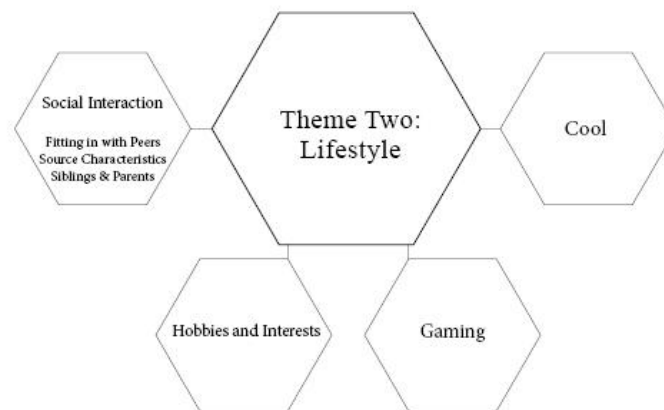 Theme Two:
Lifestyle
Social Interaction
Fitting in with Peers
Source Characteristics
Siblings & Parents
Cool
Hobbies and Interests
Gaming